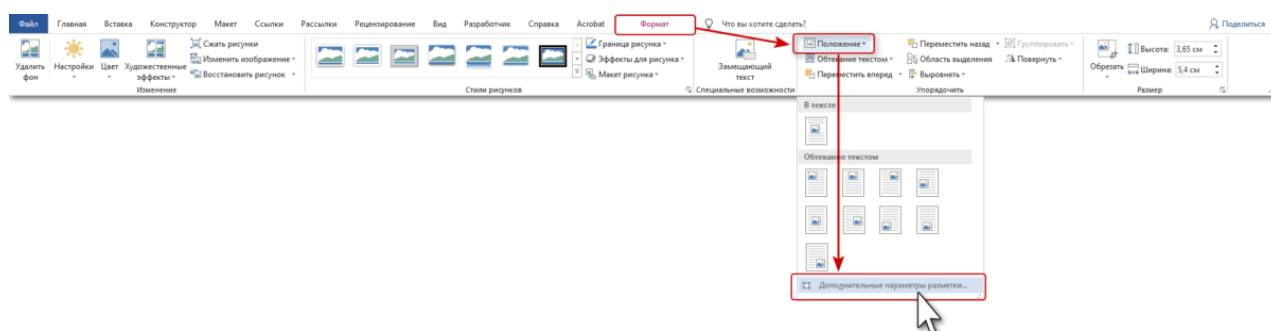 Файл Главная Вставка Конструктор Макет Ссылки Рассылки Рецензирование Вид Разработчик Справка Acrobat Формат Что вы хотите сделать? Поделиться
Удалить фон
Настройки
Цвет
Художественные эффекты
Сжать рисунки
Изменить изображение
Восстановить рисунок
Изменение
Стили рисунков
Граница рисунка
Эффекты для рисунка
Макет рисунка
Замещающий текст
Специальные возможности
Положение
Обтекание текстом
Переместить вперед
Переместить назад
Область выделения
Выровнять
Группировать
Повернуть
Упорядочить
Обрезать
Высота: 3,65 см
Ширина: 5,4 см
Размер
В тексте
Обтекание текстом
Дополнительные параметры разметки...